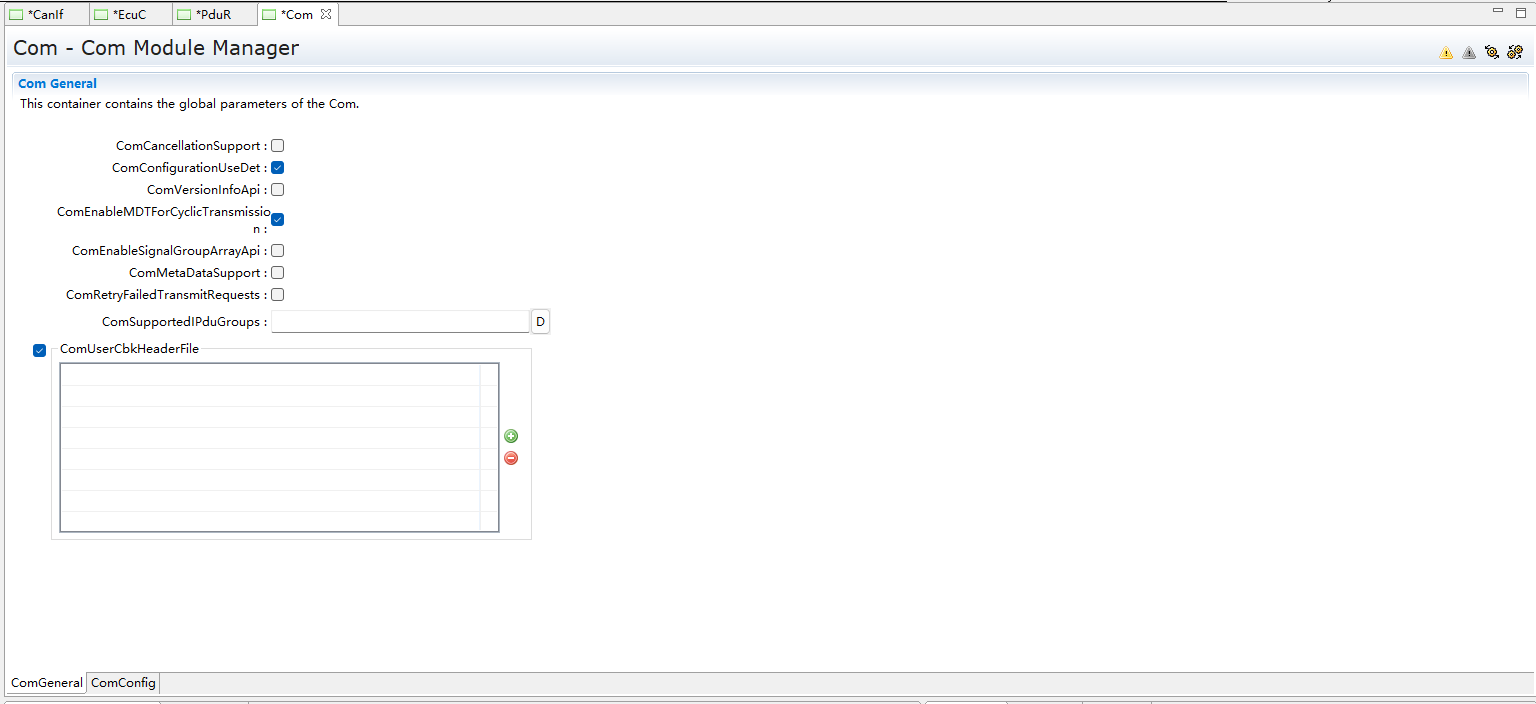 *CanIf
*EcuC
*PduR
*Com
Com - Com Module Manager
Com General
This container contains the global parameters of the Com.
ComCancellationSupport :
ComConfigurationUseDet :
ComVersionInfoApi :
ComEnableMDTForCyclicTransmissio
n :
ComEnableSignalGroupArrayApi :
ComMetaDataSupport :
ComRetryFailedTransmitRequests :
ComSupportedIPduGroups :
D
ComUserCbkHeaderFile
ComGeneral
ComConfig